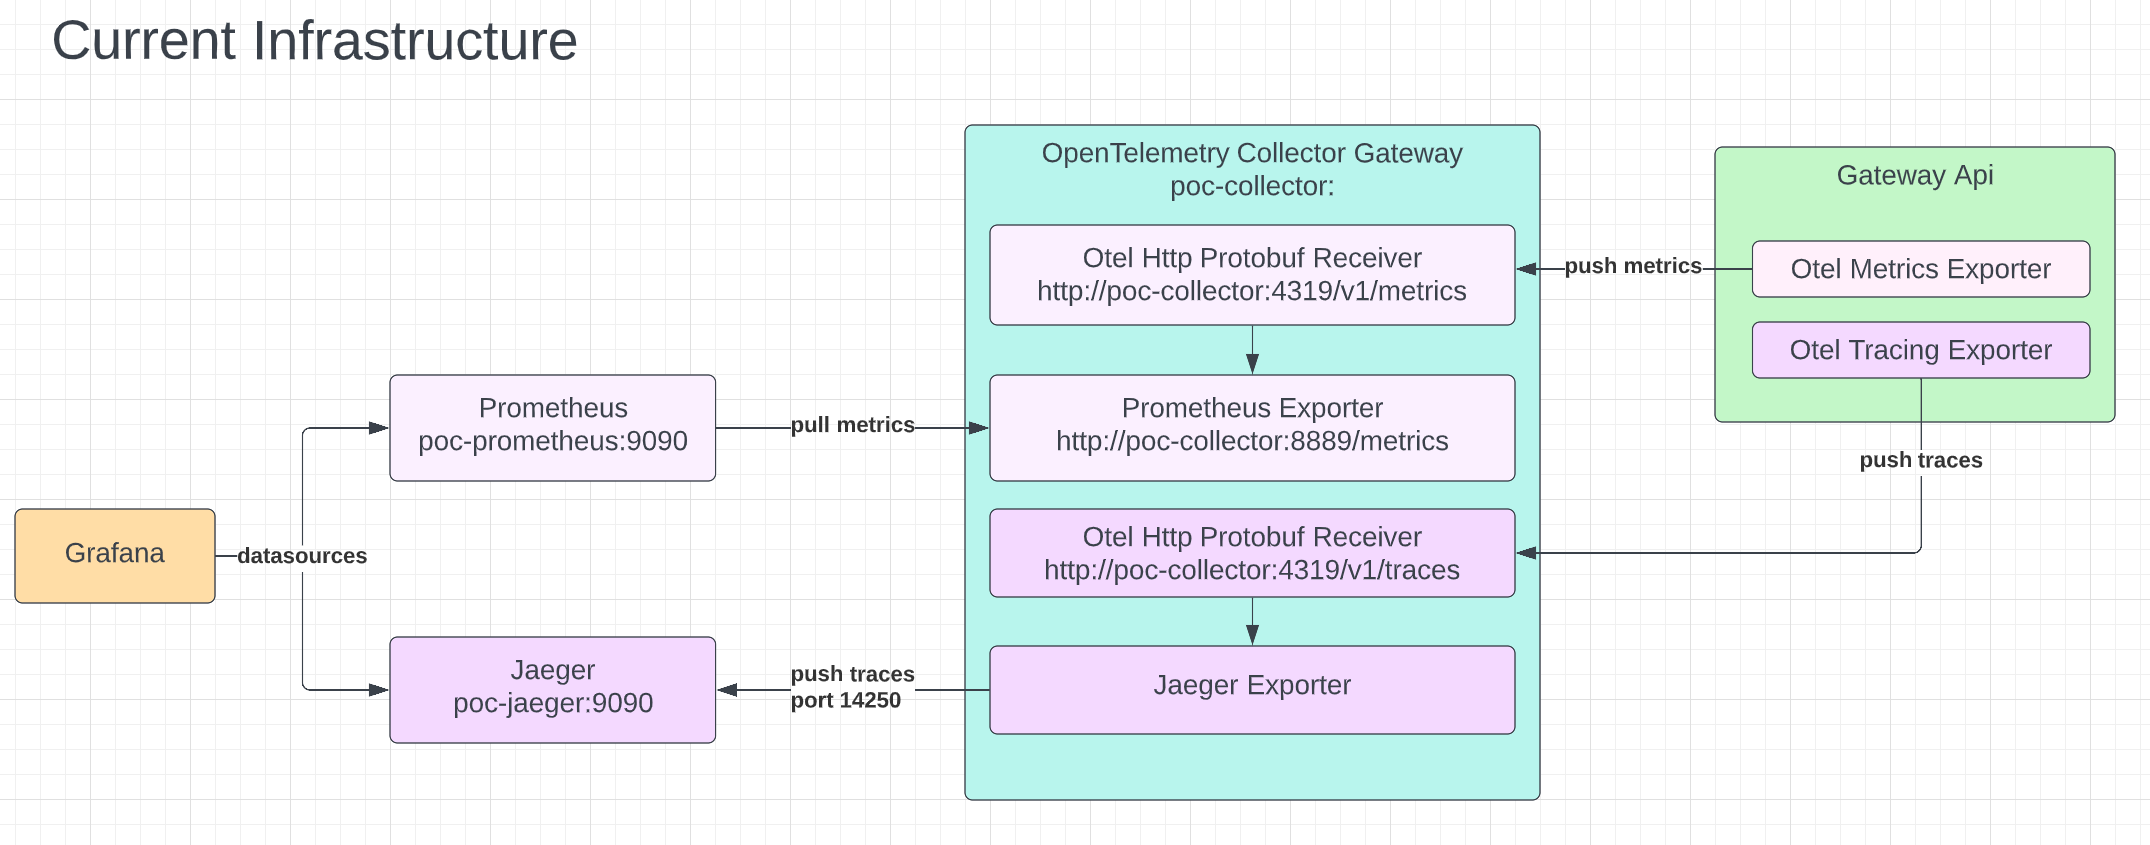 Current Infrastructure
OpenTelemetry Collector Gateway
poc-collector:
Otel Http Protobuf Receiver
http://poc-collector:4319/v1/metrics
Prometheus Exporter
http://poc-collector:8889/metrics
Otel Http Protobuf Receiver
http://poc-collector:4319/v1/traces
Jaeger Exporter
Gateway Api
Otel Metrics Exporter
Otel Tracing Exporter
push metrics
push traces
Prometheus
poc-prometheus:9090
pull metrics
Grafana
datasources
Jaeger
poc-jaeger:9090
push traces
port 14250